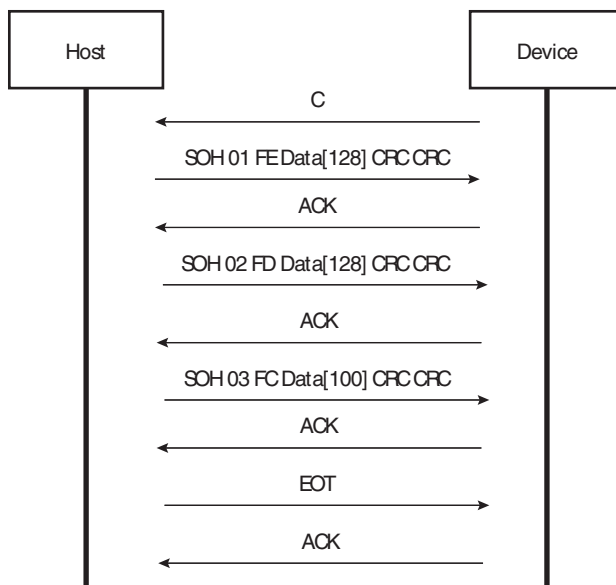 Host
Device
C
SOH 01 FE Data[128] CRC CRC
ACK
SOH 02 FD Data[128] CRC CRC
ACK
SOH 03 FC Data[100] CRC CRC
ACK
EOT
ACK